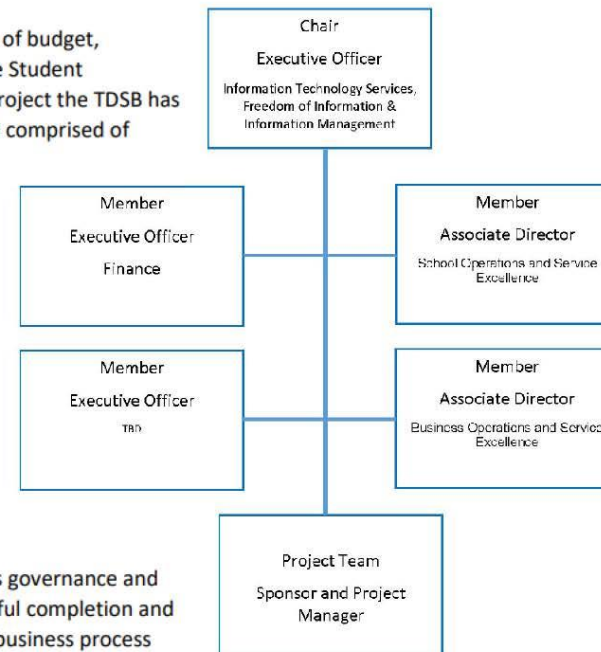 of budget,
e Student
roject the TDSB has
comprised of
Chair
Executive Officer
Information Technology Services,
Freedom of Information &
Information Management
Member
Executive Officer
Finance
Member
Associate Director
School Operations and Service
Excellence
Member
Executive Officer
TBD
Member
Associate Director
Business Operations and Service
Excellence
Project Team
Sponsor and Project
Manager
s governance and
ful completion and
business process